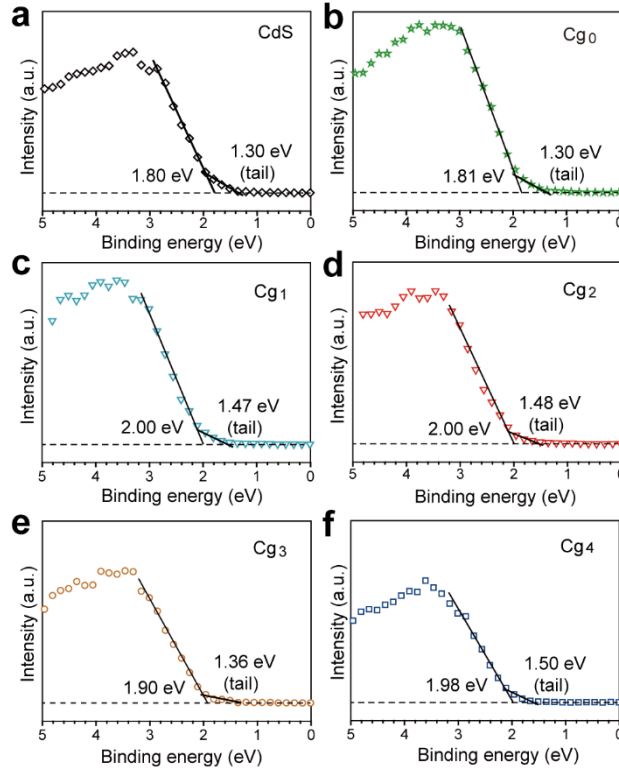 a
CdS
Intensity (a.u.)
1.80 eV
1.30 eV
(tail)
5 4 3 2 1 0
Binding energy (eV)
b
Cg0
Intensity (a.u.)
1.81 eV
1.30 eV
(tail)
5 4 3 2 1 0
Binding energy (eV)
c
Cg1
Intensity (a.u.)
2.00 eV
1.47 eV
(tail)
5 4 3 2 1 0
Binding energy (eV)
d
Cg2
Intensity (a.u.)
2.00 eV
1.48 eV
(tail)
5 4 3 2 1 0
Binding energy (eV)
e
Cg3
Intensity (a.u.)
1.90 eV
1.36 eV
(tail)
5 4 3 2 1 0
Binding energy (eV)
f
Cg4
Intensity (a.u.)
1.98 eV
1.50 eV
(tail)
5 4 3 2 1 0
Binding energy (eV)